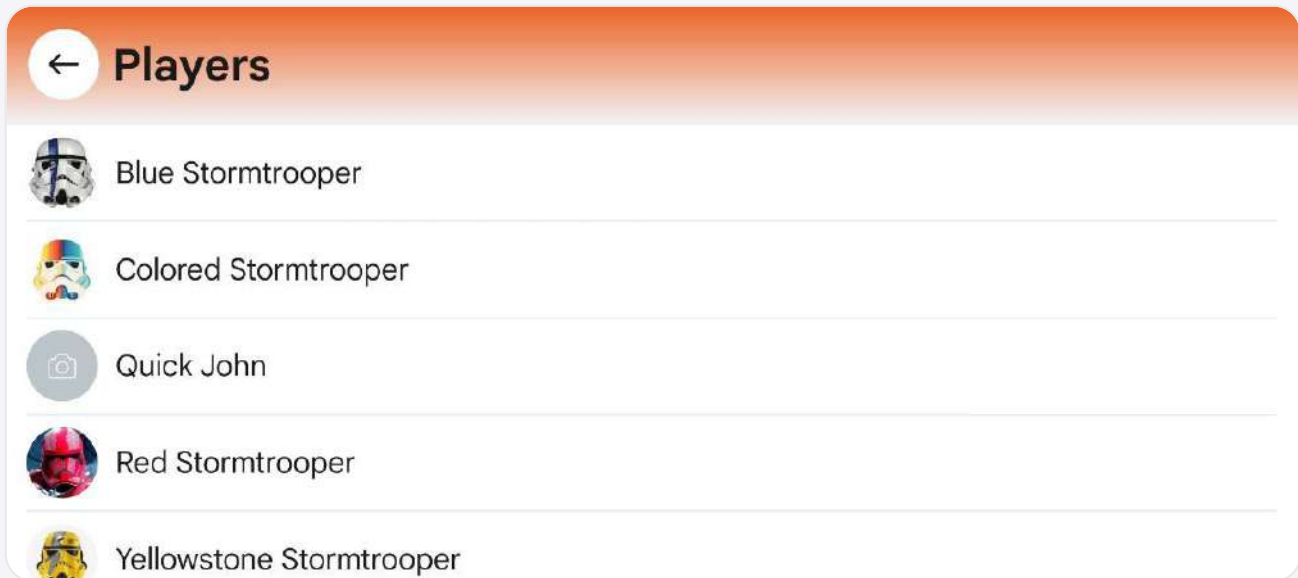 Players
Blue Stormtrooper
Colored Stormtrooper
Quick John
Red Stormtrooper
Yellowstone Stormtrooper